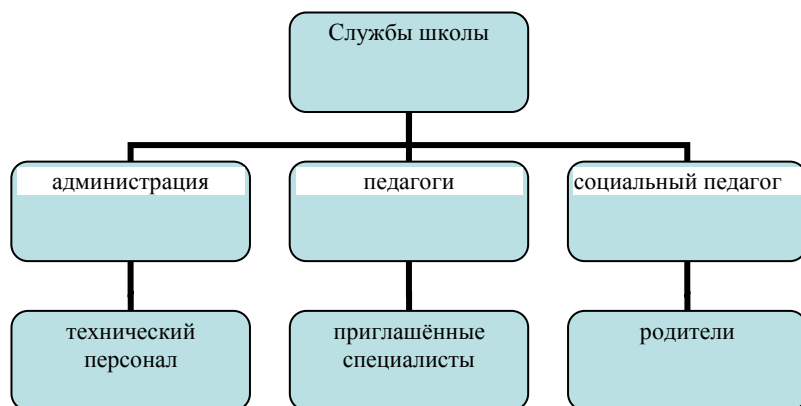 Службы школы
администрация
педагоги
социальный педагог
технический
персонал
приглашённые
специалисты
родители